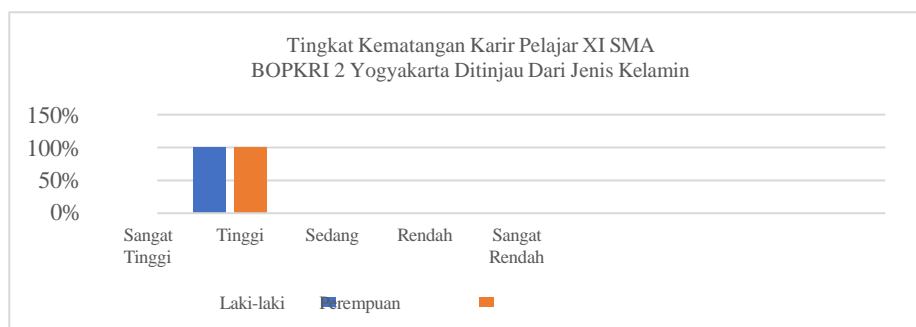 Tingkat Kematangan Karir Pelajar XI SMA
BOPKRI 2 Yogyakarta Ditinjau Dari Jenis Kelamin
150%
100%
50%
0%
Sangat Tinggi
Tinggi
Sedang
Rendah
Sangat Rendah
Laki-laki Perempuan